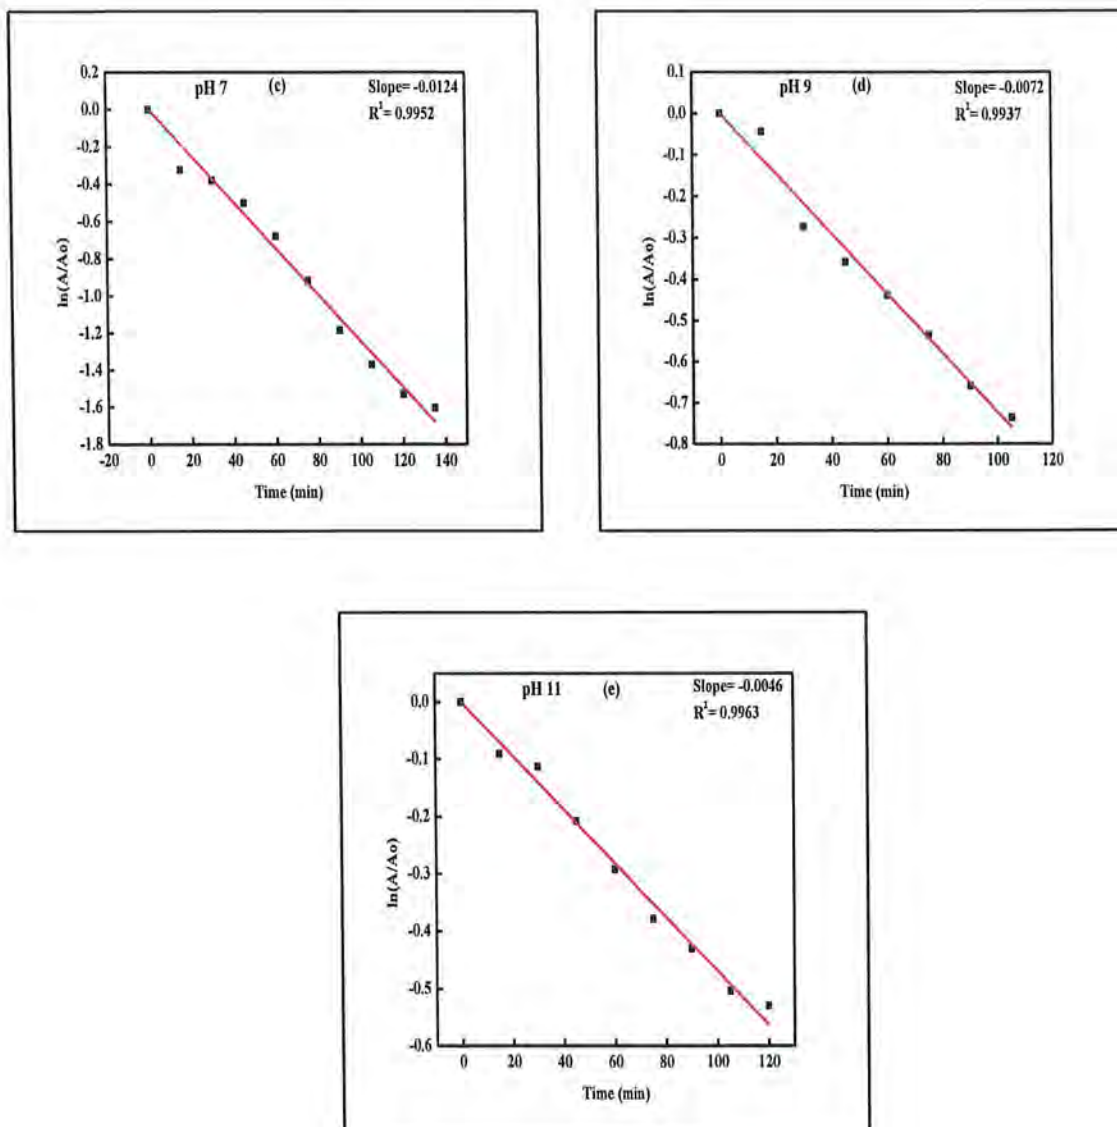 pH 7 (c) Slope= -0.0124
R²= 0.9952
0.2
0.0
-0.2
-0.4
-0.6
-0.8
-1.0
-1.2
-1.4
-1.6
-1.8
ln(A/Ao)
-20 0 20 40 60 80 100 120 140
Time (min)
pH 9 (d) Slope= -0.0072
R²= 0.9937
0.1
0.0
-0.1
-0.2
-0.3
-0.4
-0.5
-0.6
-0.7
-0.8
ln(A/Ao)
0 20 40 60 80 100 120
Time (min)
pH 11 (e) Slope= -0.0046
R²= 0.9963
0.0
-0.1
-0.2
-0.3
-0.4
-0.5
-0.6
ln(A/Ao)
0 20 40 60 80 100 120
Time (min)